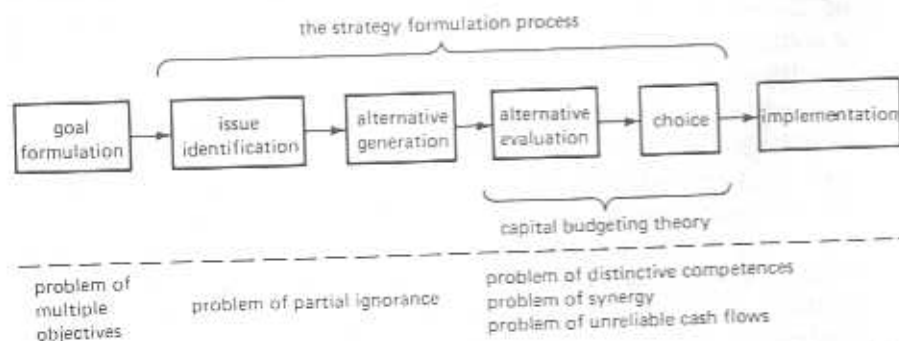 the strategy formulation process
goal
formulation
issue
identification
alternative
generation
alternative
evaluation
choice
implementation
capital budgeting theory
problem of
multiple
objectives
problem of partial ignorance
problem of distinctive competences
problem of synergy
problem of unreliable cash flows